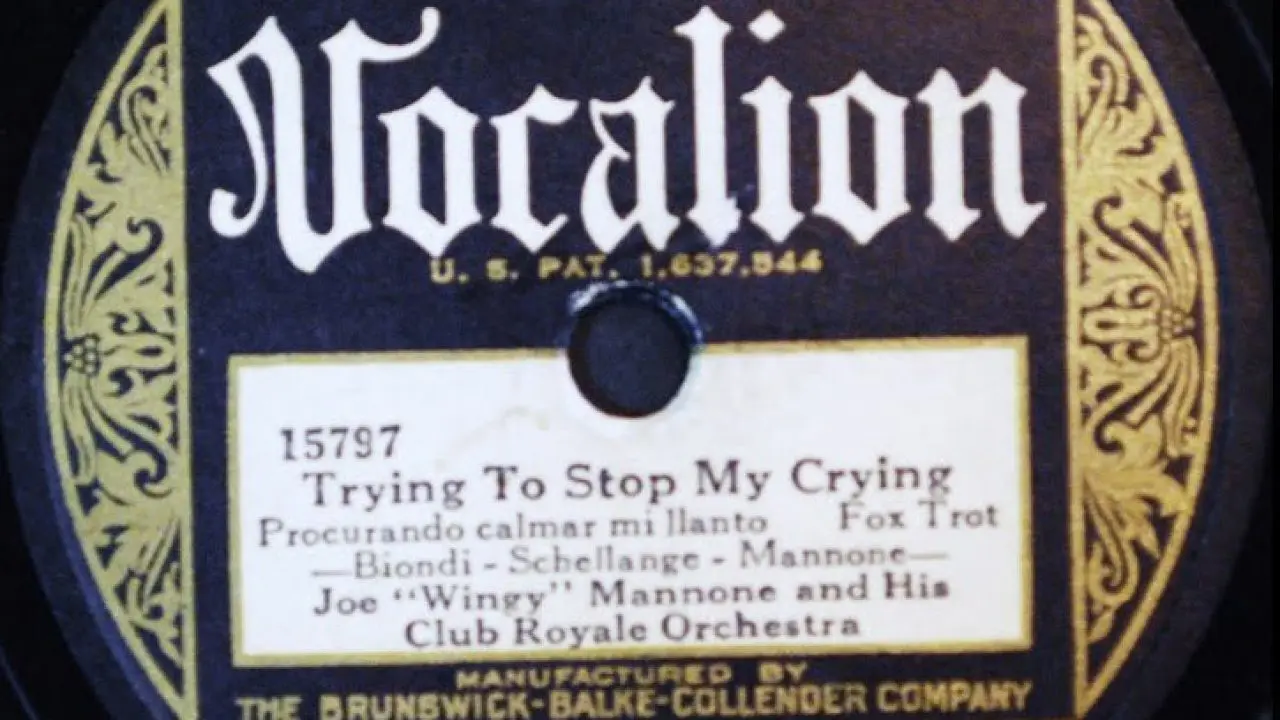 Vocalion
U. S. PAT. 1,637,544
15797
Trying To Stop My Crying
Procurando calmar mi llanto Fox Trot
—Biondi - Schellange - Mannone—
Joe “Wingy” Mannone and His
Club Royale Orchestra
MANUFACTURED BY
THE BRUNSWICK-BALKE-COLLENDER COMPANY